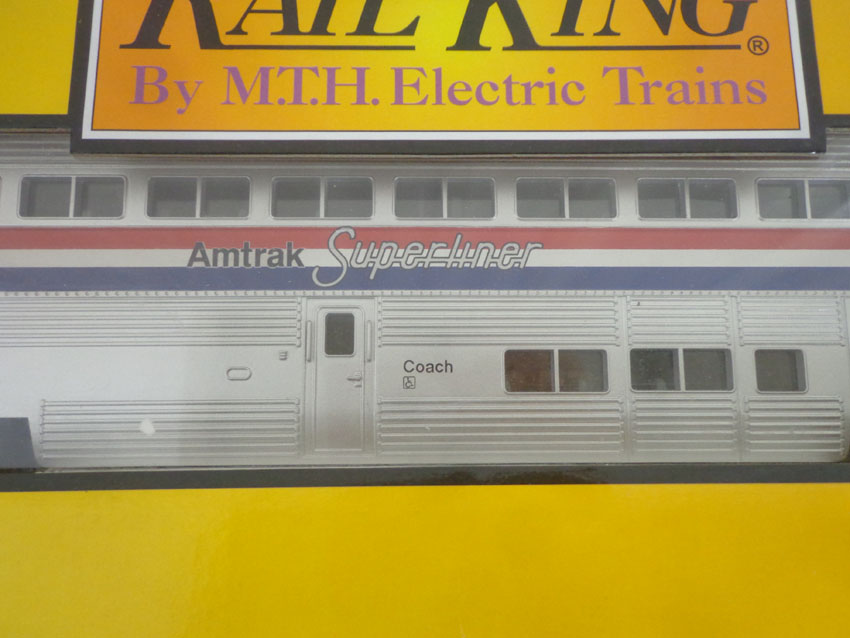 RAIL KING®
By M.T.H. Electric Trains
Amtrak Superliner
Coach